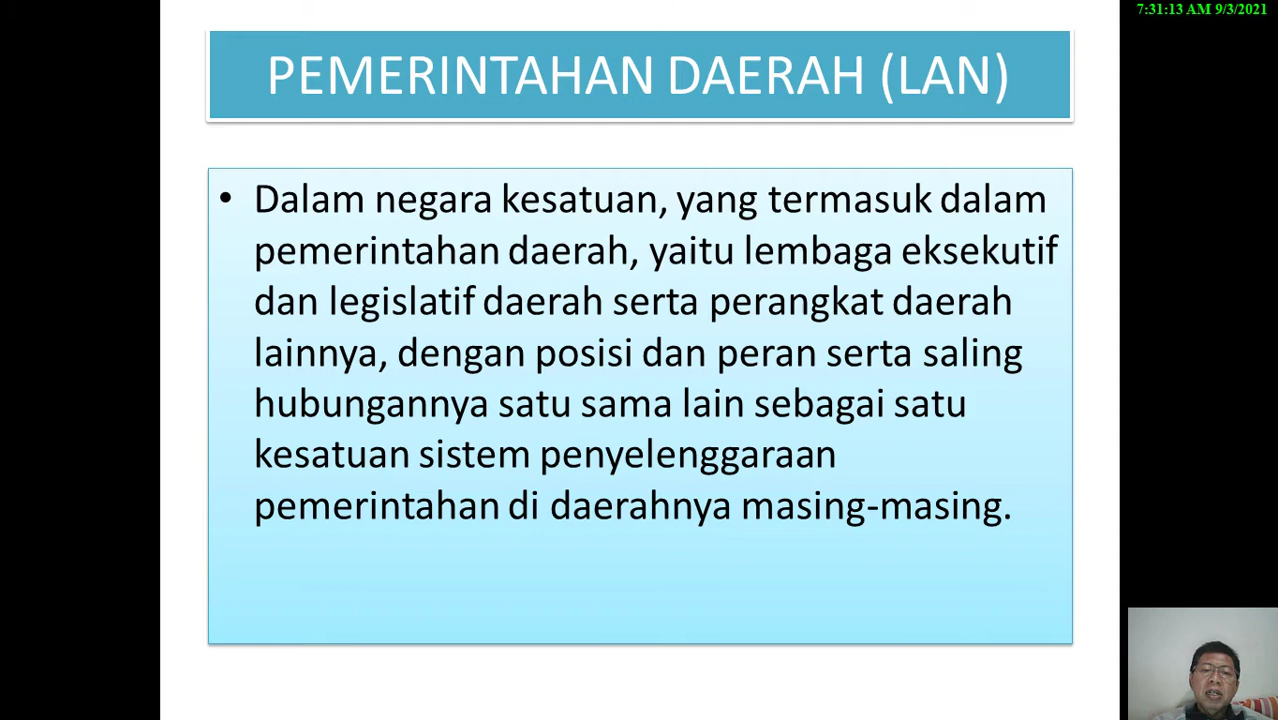 7:31:13 AM 9/3/2021
PEMERINTAHAN DAERAH (LAN)
• Dalam negara kesatuan, yang termasuk dalam
pemerintahan daerah, yaitu lembaga eksekutif
dan legislatif daerah serta perangkat daerah
lainnya, dengan posisi dan peran serta saling
hubungannya satu sama lain sebagai satu
kesatuan sistem penyelenggaraan
pemerintahan di daerahnya masing-masing.